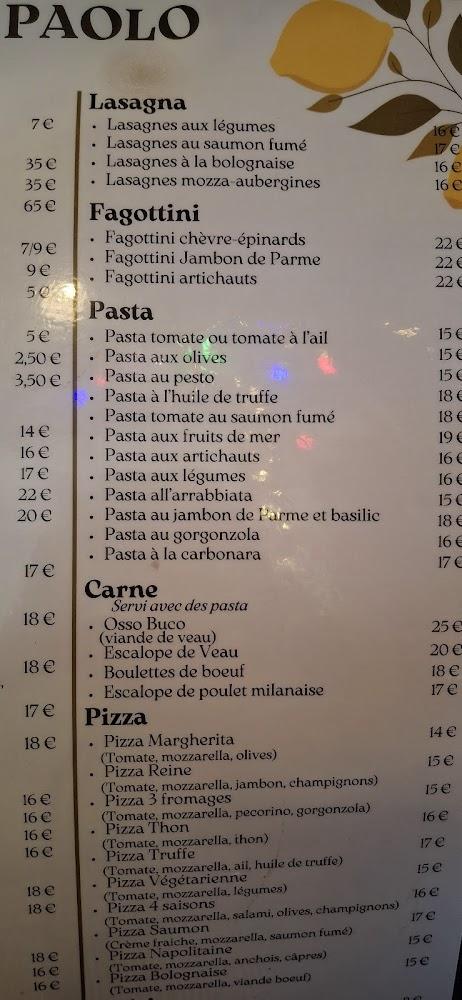 PAOLO
7 €
35 €
35 €
65 €
7/9 €
9 €
5 €
5 €
2,50 €
3,50 €
14 €
16 €
17 €
22 €
20 €
17 €
18 €
18 €
17 €
18 €
16 €
16 €
16 €
16 €
18 €
18 €
18 €
16 €
16 €
Lasagna
• Lasagnes aux légumes 16 €
• Lasagnes au saumon fumé 17 €
• Lasagnes à la bolognaise 16 €
• Lasagnes mozza-aubergines 16 €
Fagottini
• Fagottini chèvre-épinards 22 €
• Fagottini Jambon de Parme 22 €
• Fagottini artichauts 22 €
Pasta
• Pasta tomate ou tomate à l'ail 15 €
• Pasta aux olives 15 €
• Pasta au pesto 15 €
• Pasta à l'huile de truffe 18 €
• Pasta tomate au saumon fumé 18 €
• Pasta aux fruits de mer 19 €
• Pasta aux artichauts 16 €
• Pasta aux légumes 16 €
• Pasta all'arrabbiata 15 €
• Pasta au jambon de Parme et basilic 18 €
• Pasta au gorgonzola 16 €
• Pasta à la carbonara 17 €
Carne
Servi avec des pasta
• Osso Buco 25 €
(viande de veau)
• Escalope de Veau 20 €
• Boulettes de boeuf 18 €
• Escalope de poulet milanaise 17 €
Pizza
• Pizza Margherita 14 €
(Tomate, mozzarella, olives)
• Pizza Reine 15 €
(Tomate, mozzarella, jambon, champignons)
• Pizza 3 fromages 15 €
(Tomate, mozzarella, pecorino, gorgonzola)
• Pizza Thon 16 €
(Tomate, mozzarella, thon)
• Pizza Truffe 17 €
(Tomate, mozzarella, ail, huile de truffe)
• Pizza Végétarienne 15 €
(Tomate, mozzarella, légumes)
• Pizza 4 saisons 16 €
(Tomate, mozzarella, salami, olives, champignons)
• Pizza Saumon 17 €
(Crème fraiche, mozzarella, saumon fumé)
• Pizza Napolitaine 15 €
(Tomate, mozzarella, anchois, câpres)
• Pizza Bolognaise 15 €
(Tomate, mozzarella, viande boeuf)